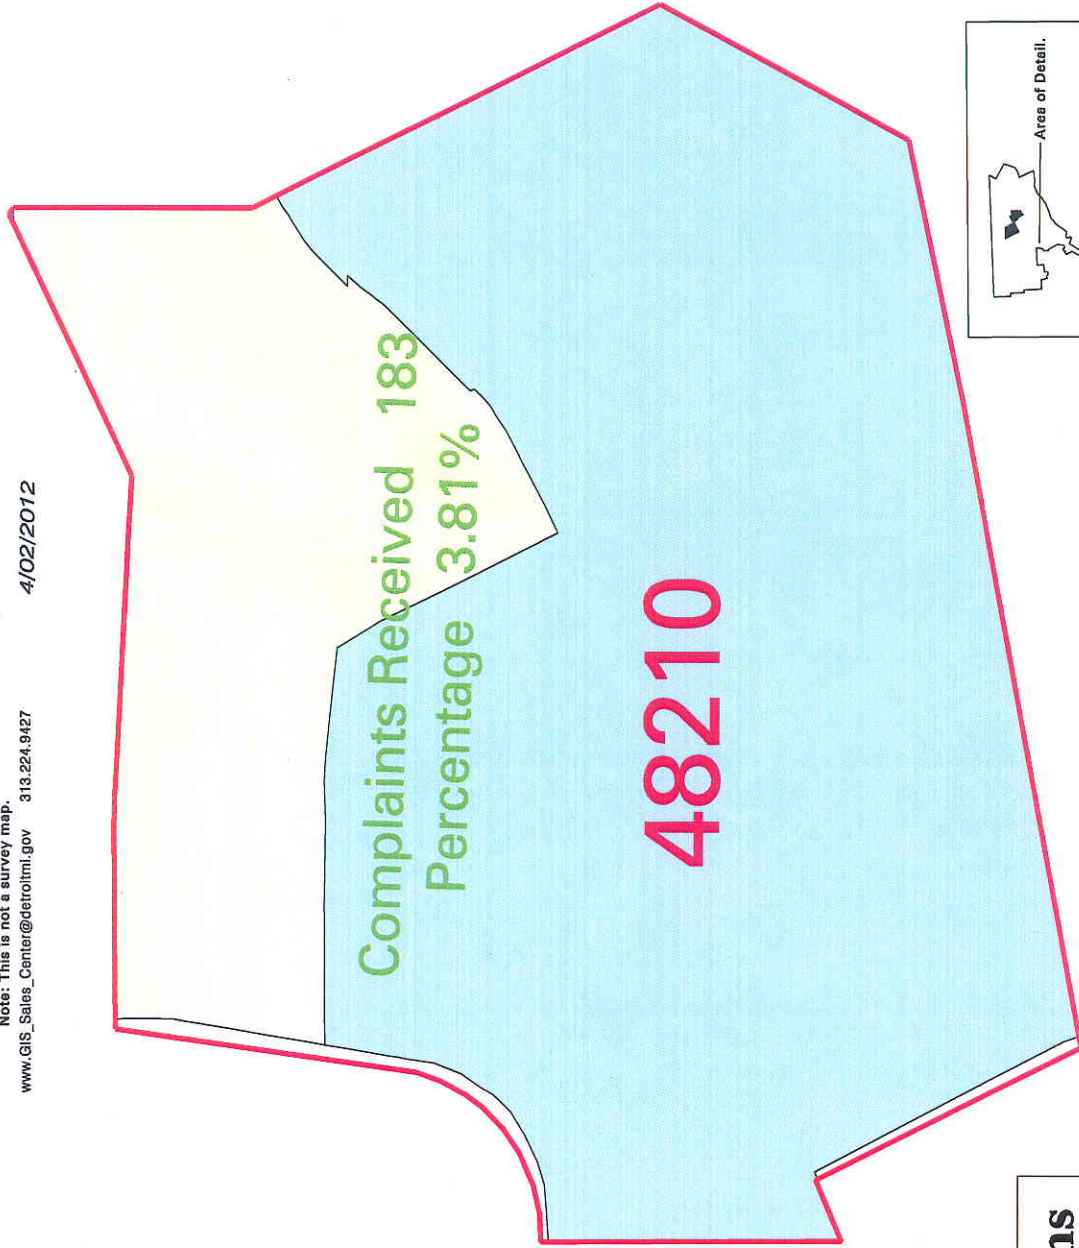 Note: This is not a survey map.
www.GIS_Sales_Center@detroitmi.gov 313.224.9427
4/02/2012
Complaints Received 183
Percentage 3.81%
48210
Area of Detail.
ns